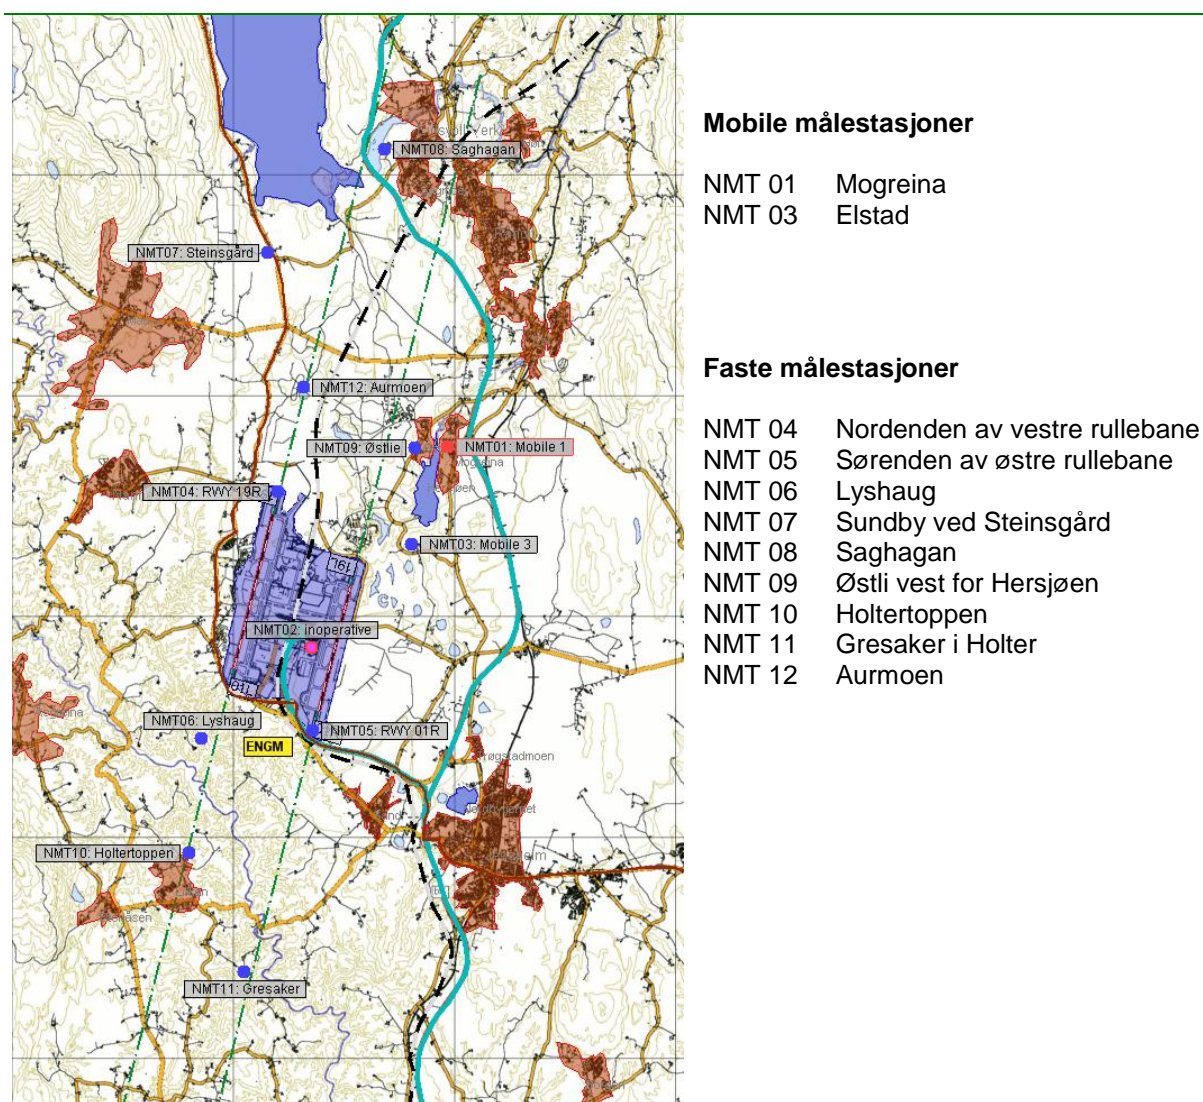 NMT08: Saghagan
NMT07: Steinsgård
NMT12: Aurmoen
NMT09: Østlie
NMT01: Mobile 1
Mogreina
NMT04: RWY 19R
NMT03: Mobile 3
19L
NMT02: inoperative
NMT06: Lyshaug
NMT05: RWY 01R
ENGM
NMT10: Holtertoppen
NMT11: Gresaker
Mobile målestasjoner
NMT 01 Mogreina
NMT 03 Elstad
Faste målestasjoner
NMT 04 Nordenden av vestre rullebane
NMT 05 Sørenden av østre rullebane
NMT 06 Lyshaug
NMT 07 Sundby ved Steinsgård
NMT 08 Saghagan
NMT 09 Østli vest for Hersjøen
NMT 10 Holtertoppen
NMT 11 Gresaker i Holter
NMT 12 Aurmoen